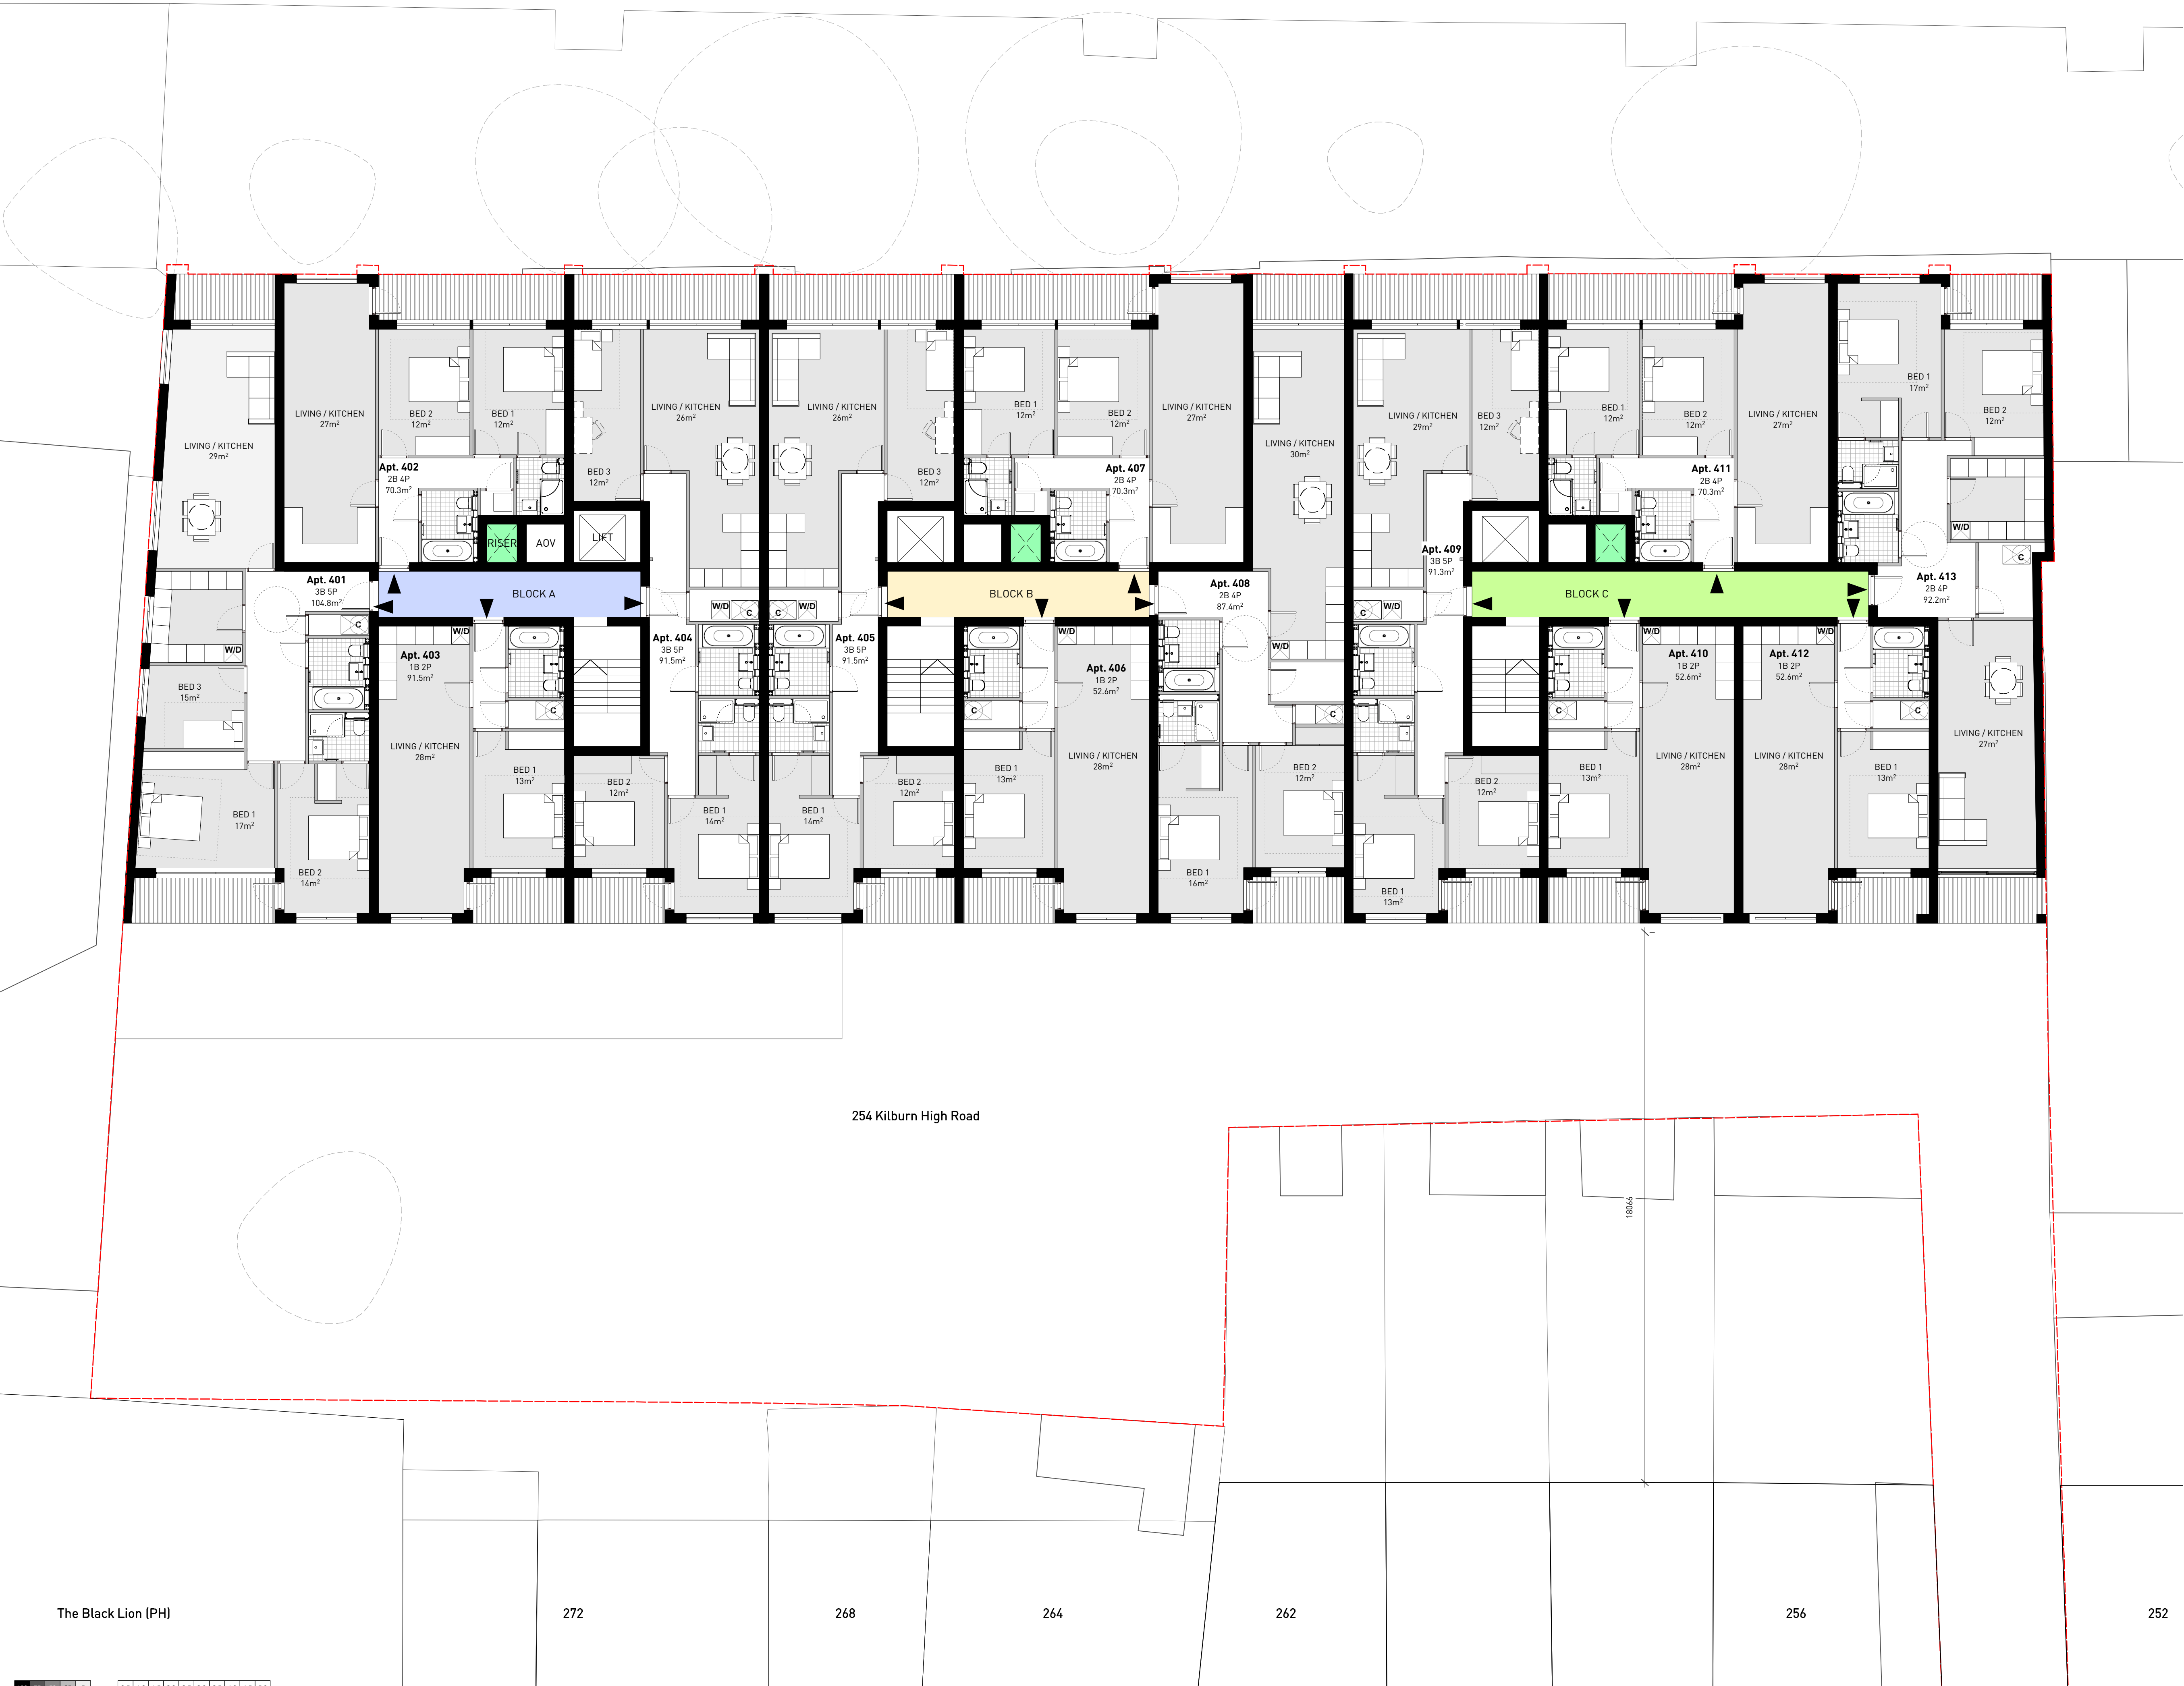 LIVING / KITCHEN
29m²
Apt. 401
3B 5P
104.8m²
C
W/D
BED 3
15m²
BED 1
17m²
BED 2
14m²
LIVING / KITCHEN
27m²
BED 2
12m²
BED 1
12m²
Apt. 402
2B 4P
70.3m²
RISER
AOV
LIFT
BLOCK A
W/D
Apt. 403
1B 2P
91.5m²
C
LIVING / KITCHEN
28m²
BED 1
13m²
LIVING / KITCHEN
26m²
BED 3
12m²
W/D
C
Apt. 404
3B 5P
91.5m²
BED 2
12m²
BED 1
14m²
LIVING / KITCHEN
26m²
BED 3
12m²
C
W/D
Apt. 405
3B 5P
91.5m²
BED 1
14m²
BED 2
12m²
BED 1
12m²
BED 2
12m²
LIVING / KITCHEN
27m²
Apt. 407
2B 4P
70.3m²
BLOCK B
W/D
Apt. 406
1B 2P
52.6m²
C
BED 1
13m²
LIVING / KITCHEN
28m²
LIVING / KITCHEN
30m²
Apt. 408
2B 4P
87.4m²
W/D
C
BED 2
12m²
BED 1
16m²
LIVING / KITCHEN
29m²
BED 3
12m²
Apt. 409
3B 5P
91.3m²
C
W/D
BED 2
12m²
BED 1
13m²
BED 1
12m²
BED 2
12m²
LIVING / KITCHEN
27m²
Apt. 411
2B 4P
70.3m²
BLOCK C
W/D
Apt. 410
1B 2P
52.6m²
C
BED 1
13m²
LIVING / KITCHEN
28m²
Apt. 412
1B 2P
52.6m²
W/D
C
LIVING / KITCHEN
28m²
BED 1
13m²
BED 1
17m²
BED 2
12m²
W/D
C
Apt. 413
2B 4P
92.2m²
LIVING / KITCHEN
27m²
254 Kilburn High Road
18066
The Black Lion (PH)
272
268
264
262
256
252